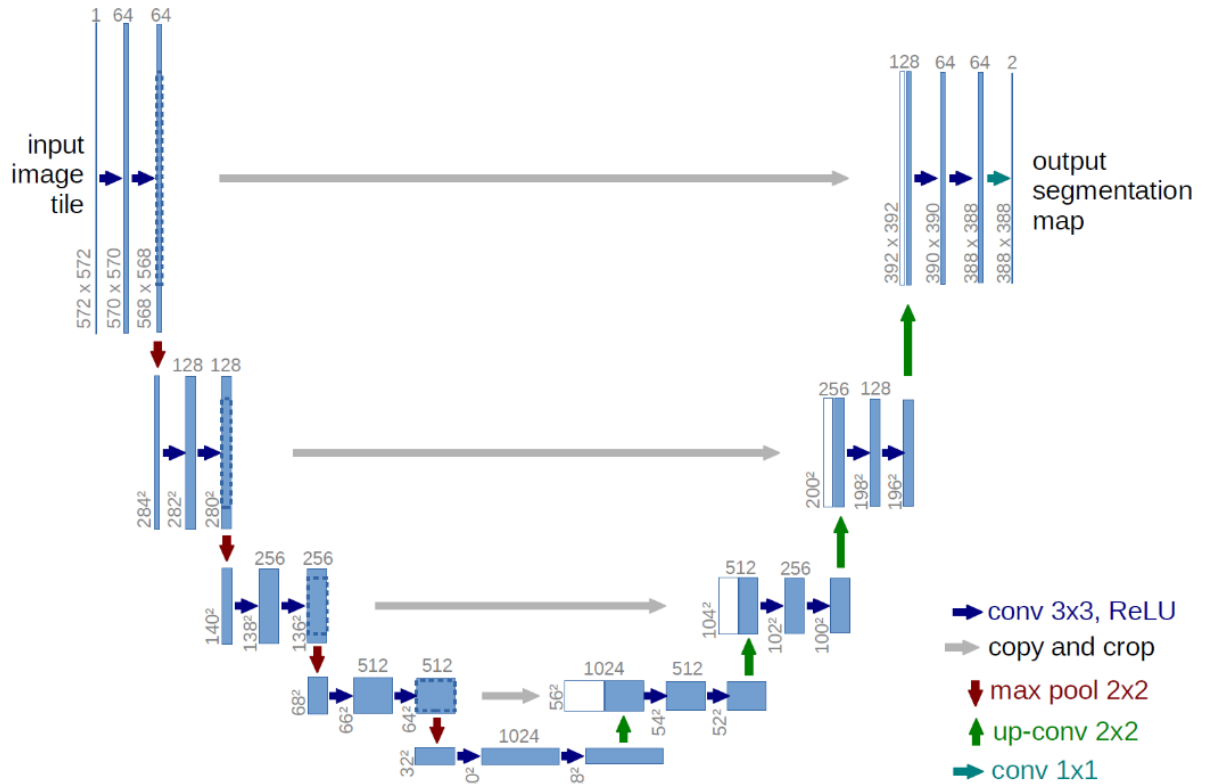 1 64 64
128 64 64 2
input
image
tile
output
segmentation
map
572 x 572
570 x 570
568 x 568
392 x 392
390 x 390
388 x 388
388 x 388
128 128
256 128
284²
282²
280²
200²
198²
196²
256 256
512 256
140²
138²
136²
104²
102²
100²
512 512
1024 512
68²
66²
64²
56²
54²
52²
1024
32²
0²
8²
conv 3x3, ReLU
copy and crop
max pool 2x2
up-conv 2x2
conv 1x1